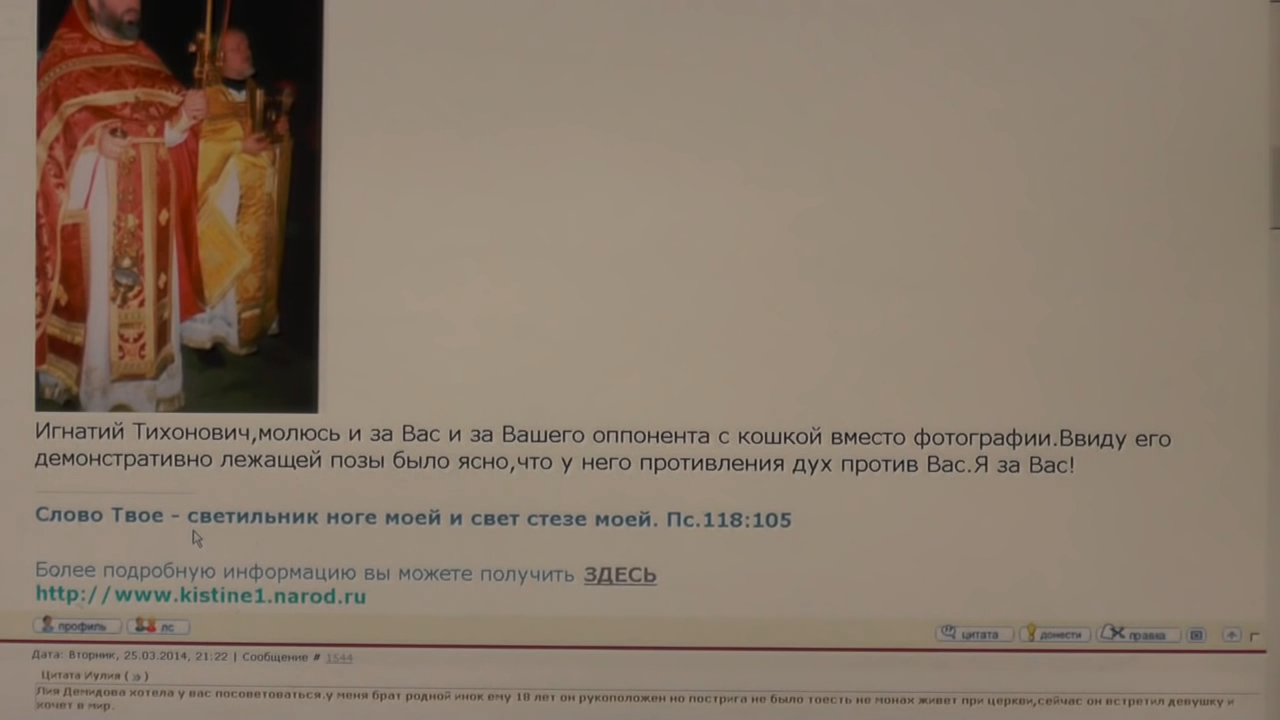 Игнатий Тихонович,молюсь и за Вас и за Вашего оппонента с кошкой вместо фотографии.Ввиду его
демонстративно лежащей позы было ясно,что у него противления дух против Вас.Я за Вас!
Слово Твое - светильник ноге моей и свет стезе моей. Пс.118:105
Более подробную информацию вы можете получить ЗДЕСЬ
http://www.kistine1.narod.ru
профиль лс цитата донести правка
Дата: Вторник, 25.03.2014, 21:22 | Сообщение # 1544
Цитата Иулия ( )
Лия Демидова хотела у вас посоветоваться.у меня брат родной инок ему 18 лет он рукоположен но пострига не было тоесть не монах живет при церкви,сейчас он встретил девушку и
хочет в мир.